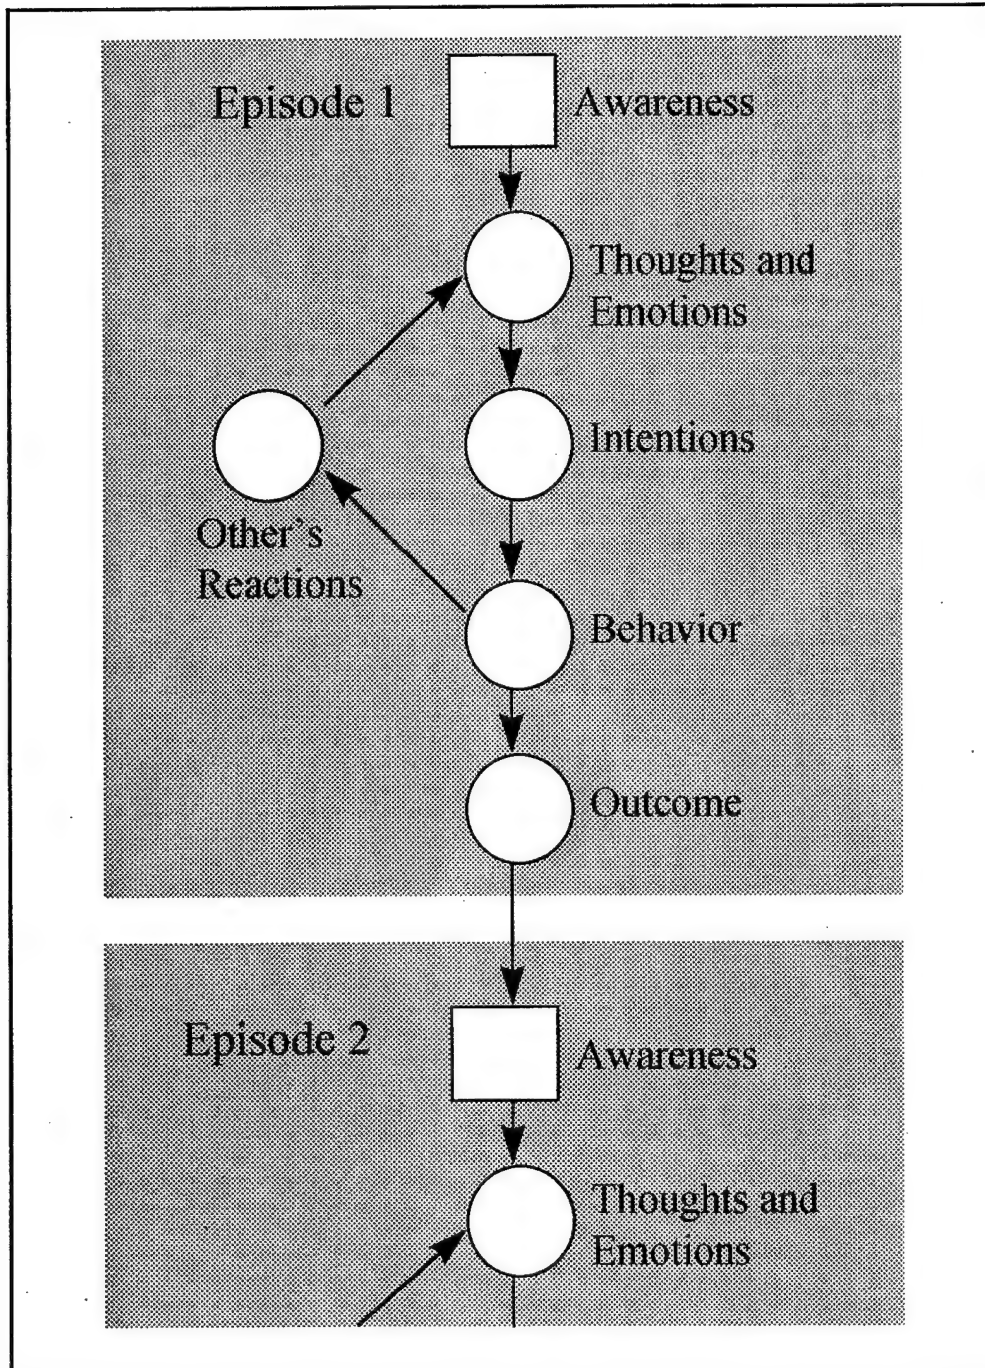 Episode 1
Awareness
Thoughts and
Emotions
Intentions
Other's
Reactions
Behavior
Outcome
Episode 2
Awareness
Thoughts and
Emotions